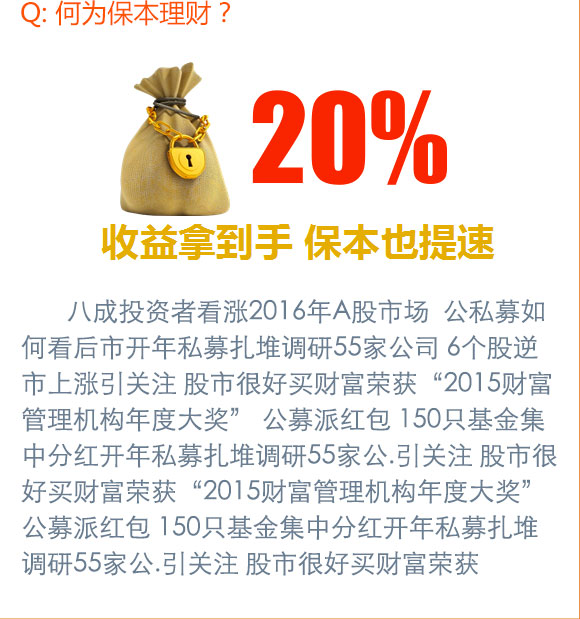 Q: 何为保本理财？
20%
收益拿到手 保本也提速
八成投资者看涨2016年A股市场 公私募如
何看后市开年私募扎堆调研55家公司 6个股逆
市上涨引关注 股市很好买财富荣获“2015财富
管理机构年度大奖” 公募派红包 150只基金集
中分红开年私募扎堆调研55家公.引关注 股市很
好买财富荣获“2015财富管理机构年度大奖”
公募派红包 150只基金集中分红开年私募扎堆
调研55家公.引关注 股市很好买财富荣获